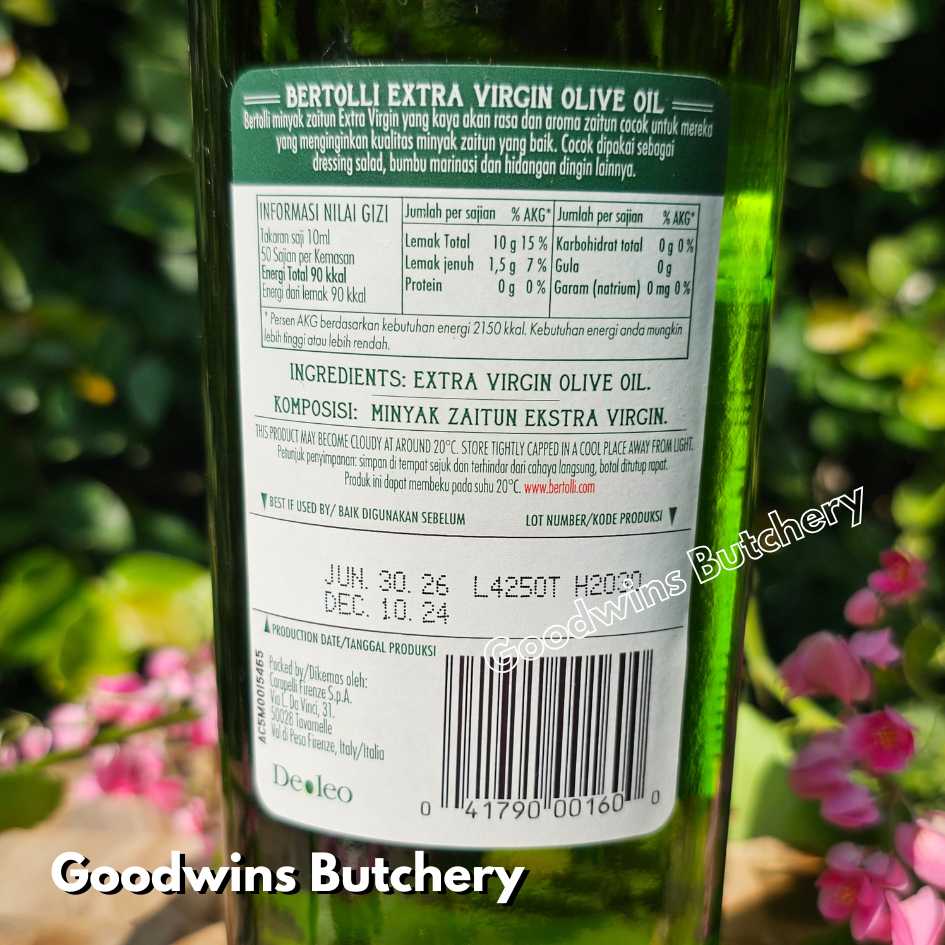 BERTOLLI EXTRA VIRGIN OLIVE OIL
Bertolli minyak zaitun Extra Virgin yang kaya akan rasa dan aroma zaitun cocok untuk mereka
yang menginginkan kualitas minyak zaitun yang baik. Cocok dipakai sebagai
dressing salad, bumbu marinasi dan hidangan dingin lainnya.
INFORMASI NILAI GIZI
Takaran saji 10ml
50 Sajian per Kemasan
Energi Total 90 kkal
Energi dari lemak 90 kkal
Jumlah per sajian % AKG*
Lemak Total 10 g 15 %
Lemak jenuh 1,5 g 7 %
Protein 0 g 0 %
Jumlah per sajian % AKG*
Karbohidrat total 0 g 0 %
Gula 0 g
Garam (natrium) 0 mg 0 %
* Persen AKG berdasarkan kebutuhan energi 2150 kkal. Kebutuhan energi anda mungkin
lebih tinggi atau lebih rendah.
INGREDIENTS: EXTRA VIRGIN OLIVE OIL.
KOMPOSISI: MINYAK ZAITUN EKSTRA VIRGIN.
THIS PRODUCT MAY BECOME CLOUDY AT AROUND 20°C. STORE TIGHTLY CAPPED IN A COOL PLACE AWAY FROM LIGHT.
Petunjuk penyimpanan: simpan di tempat sejuk dan terhindar dari cahaya langsung, botol ditutup rapat.
Produk ini dapat membeku pada suhu 20°C. www.bertolli.com
▼ BEST IF USED BY/ BAIK DIGUNAKAN SEBELUM
LOT NUMBER/KODE PRODUKSI ▼
JUN. 30. 26 L4250T H2020
DEC. 10. 24
▲ PRODUCTION DATE/TANGGAL PRODUKSI
AC5M0015465
Packed by/Dikemas oleh:
Carapelli Firenze S.p.A.
Via L. Da Vinci, 31.
50028 Tavarnelle
Val di Pesa Firenze, Italy/Italia
Deoleo
0 41790 00160 0
Goodwins Butchery
Goodwins Butchery